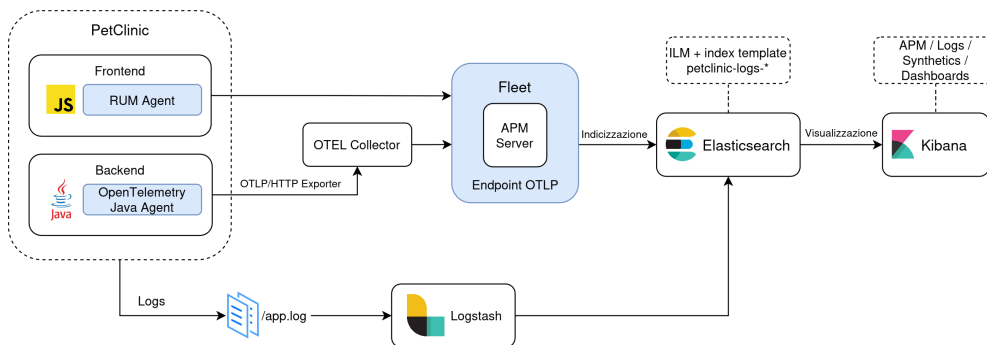 PetClinic
Frontend
JS
RUM Agent
Backend
Java
OpenTelemetry
Java Agent
OTLP/HTTP Exporter
OTEL Collector
Fleet
APM
Server
Endpoint OTLP
Indicizzazione
ILM + index template
petclinic-logs-*
Elasticsearch
Visualizzazione
APM / Logs /
Synthetics /
Dashboards
Kibana
Logs
/app.log
Logstash